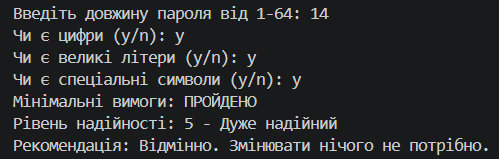 Введіть довжину пароля від 1-64: 14
Чи є цифри (y/n): y
Чи є великі літери (y/n): y
Чи є спеціальні символи (y/n): y
Мінімальні вимоги: ПРОЙДЕНО
Рівень надійності: 5 - Дуже надійний
Рекомендація: Відмінно. Змінювати нічого не потрібно.